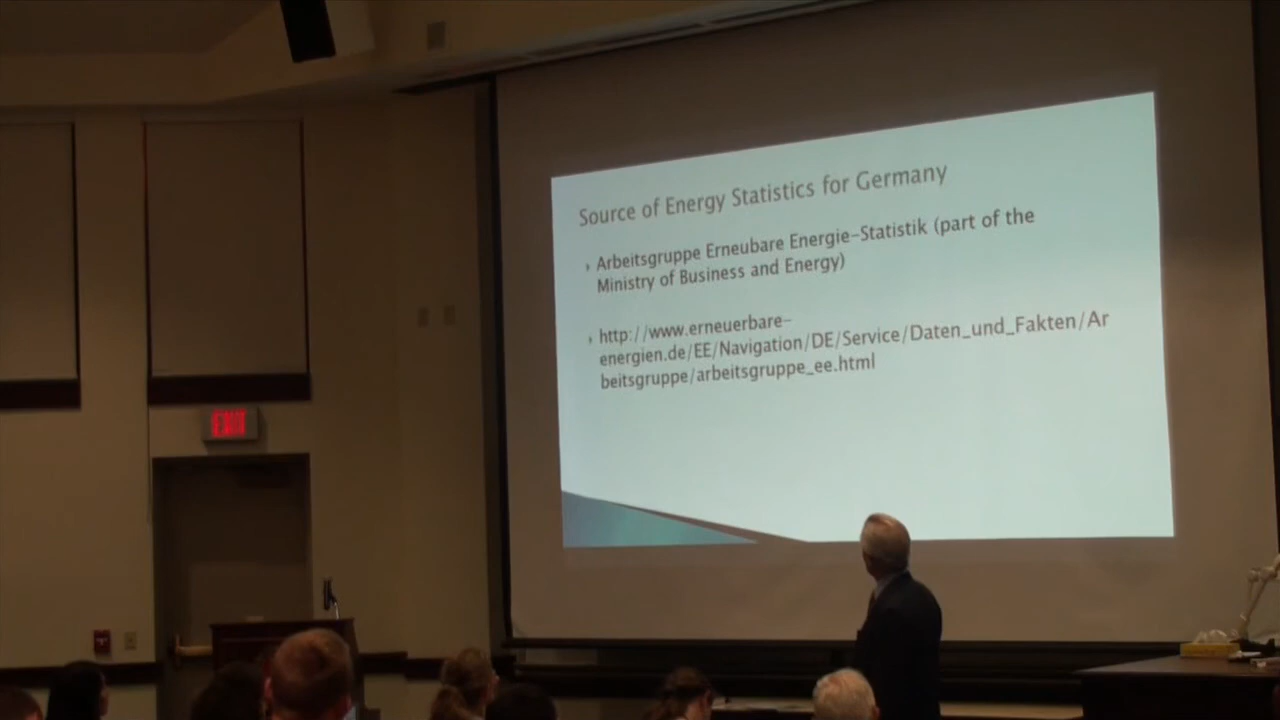 Source of Energy Statistics for Germany
Arbeitsgruppe Erneubare Energie-Statistik (part of the
Ministry of Business and Energy)
http://www.erneuerbare-
energien.de/EE/Navigation/DE/Service/Daten_und_Fakten/Ar
beitsgruppe/arbeitsgruppe_ee.html
EXIT